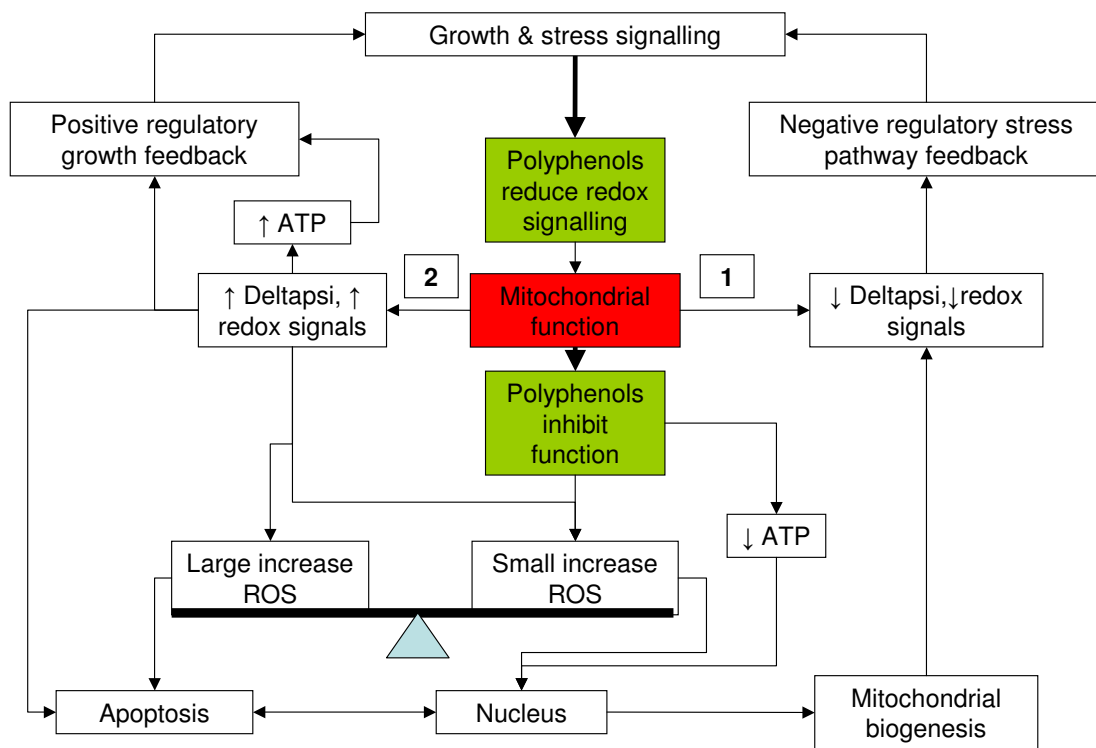 Growth & stress signalling
Positive regulatory
growth feedback
Negative regulatory stress
pathway feedback
Polyphenols
reduce redox
signalling
↑ ATP
2
1
↑ Deltapsi, ↑
redox signals
Mitochondrial
function
↓ Deltapsi,↓redox
signals
Polyphenols
inhibit
function
↓ ATP
Large increase
ROS
Small increase
ROS
Apoptosis
Nucleus
Mitochondrial
biogenesis